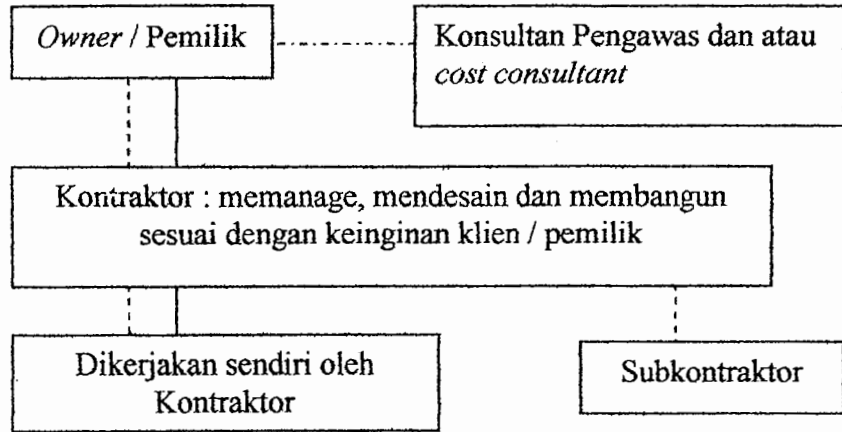 Owner / Pemilik
Konsultan Pengawas dan atau
cost consultant
Kontraktor : memanage, mendesain dan membangun
sesuai dengan keinginan klien / pemilik
Dikerjakan sendiri oleh
Kontraktor
Subkontraktor